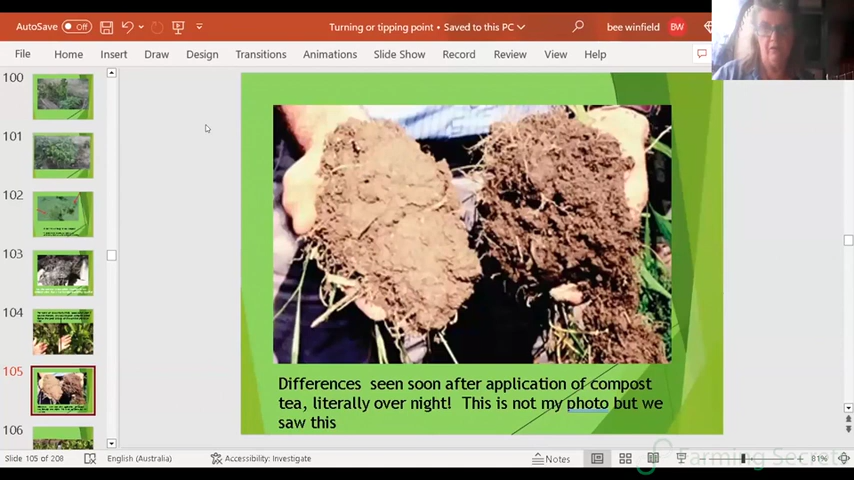 AutoSave
Off
Turning or tipping point • Saved to this PC
bee winfield
BW
File
Home
Insert
Draw
Design
Transitions
Animations
Slide Show
Record
Review
View
Help
100
101
102
103
104
105
106
Differences seen soon after application of compost
tea, literally over night! This is not my photo but we
saw this
Slide 105 of 208
English (Australia)
Accessibility: Investigate
Notes
81%
Farming Secrets